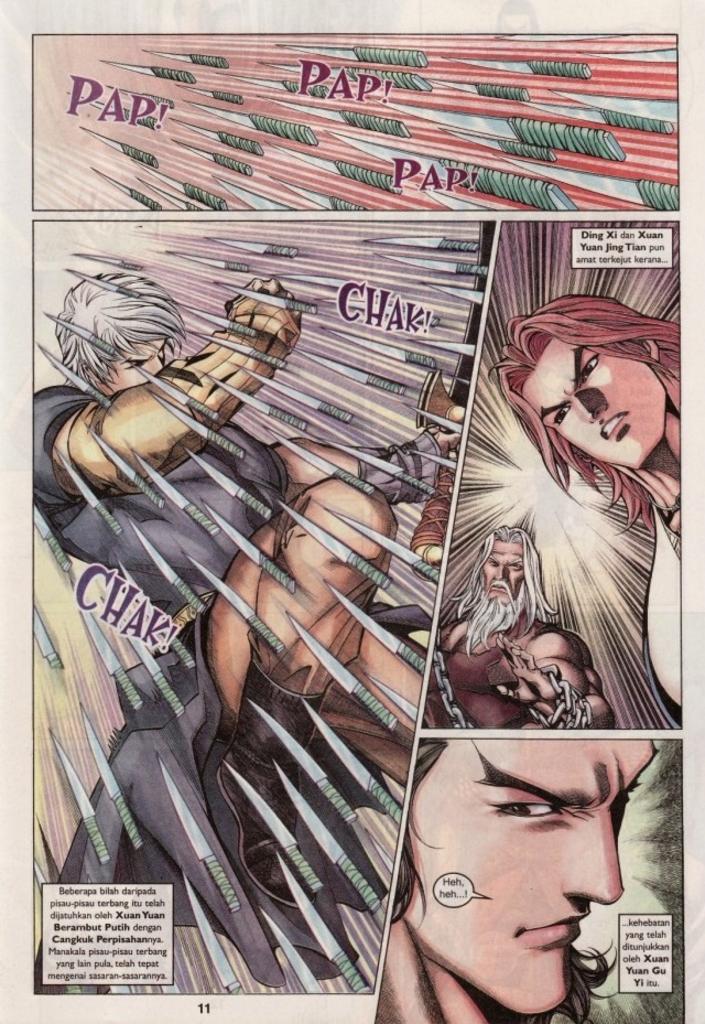 PAP!
PAP!
PAP!
CHAK!
Ding Xi dan Xuan
Yuan Jing Tian pun
amat terkejut kerana...
CHAK!
Beberapa bilah daripada
pisau-pisau terbang itu telah
dijatuhkan oleh Xuan Yuan
Berambut Putih dengan
Cangkuk Perpisahannya.
Manakala pisau-pisau terbang
yang lain pula, telah tepat
mengenai sasaran-sasarannya.
Heh,
heh...!
...kehebatan
yang telah
ditunjukkan
oleh Xuan
Yuan Gu
Yi itu.
11